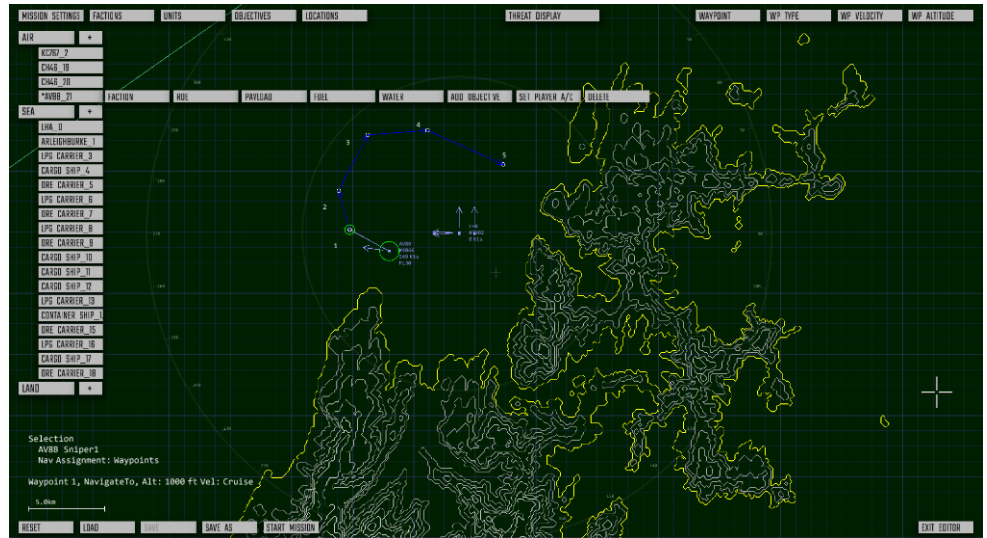 MISSION SETTINGS FACTIONS UNITS OBJECTIVES LOCATIONS THREAT DISPLAY WAYPOINT WP TYPE WP VELOCITY WP ALTITUDE
AIR +
KC767_2
CH46_19
CH46_20
*AV8B_21 FACTION ROE PAYLOAD FUEL WATER ADD OBJECTIVE SET PLAYER A/C DELETE
SEA +
LHA_0
ARLEIGHBURKE_1
LPG CARRIER_3
CARGO SHIP_4
ORE CARRIER_5
LPG CARRIER_6
ORE CARRIER_7
LPG CARRIER_8
ORE CARRIER_9
CARGO SHIP_10
CARGO SHIP_11
CARGO SHIP_12
LPG CARRIER_13
CONTAINER SHIP_1
ORE CARRIER_15
LPG CARRIER_16
CARGO SHIP_17
ORE CARRIER_18
LAND +
4
3
5
2
1
AV8B
FL30
Selection
AV8B Sniper1
Nav Assignment: Waypoints
Waypoint 1, NavigateTo, Alt: 1000 ft Vel: Cruise
5.0km
RESET LOAD SAVE SAVE AS START MISSION EXIT EDITOR